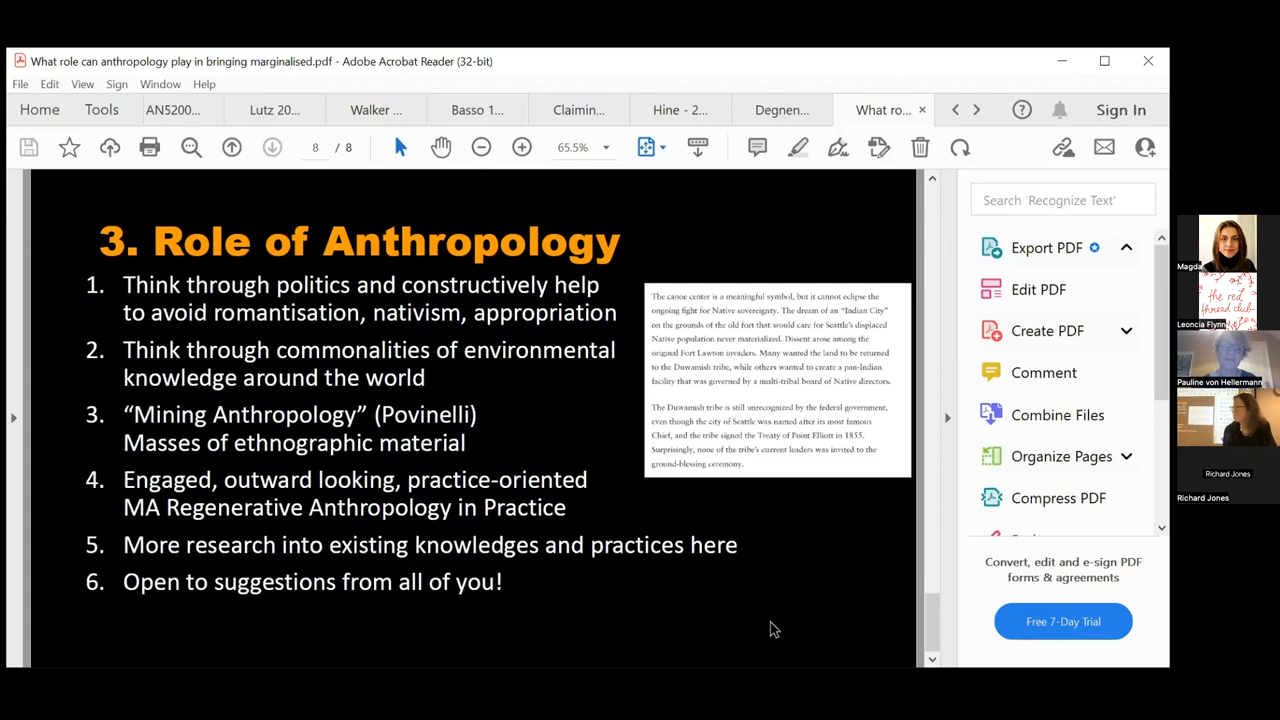 What role can anthropology play in bringing marginalised.pdf - Adobe Acrobat Reader (32-bit)
File Edit View Sign Window Help
Home Tools AN5200... Lutz 20... Walker ... Basso 1... Claimin... Hine - 2... Degnen... What ro... Sign In
8 / 8 65.5%
3. Role of Anthropology
1. Think through politics and constructively help
to avoid romantisation, nativism, appropriation
2. Think through commonalities of environmental
knowledge around the world
3. “Mining Anthropology” (Povinelli)
Masses of ethnographic material
4. Engaged, outward looking, practice-oriented
MA Regenerative Anthropology in Practice
5. More research into existing knowledges and practices here
6. Open to suggestions from all of you!
The canoe center is a meaningful symbol, but it cannot eclipse the
ongoing fight for Native sovereignty. The dream of an “Indian City”
on the grounds of the old fort that would care for Seattle’s displaced
Native population never materialized. Dissent arose among the
original Fort Lawton invaders. Many wanted the land to be returned
to the Duwamish tribe, while others wanted to create a pan-Indian
facility that was governed by a multi-tribal board of Native directors.
The Duwamish tribe is still unrecognized by the federal government,
even though the city of Seattle was named after its most famous
Chief, and the tribe signed the Treaty of Point Elliott in 1855.
Surprisingly, none of the tribe’s current leaders was invited to the
ground-blessing ceremony.
Search 'Recognize Text'
Export PDF
Edit PDF
Create PDF
Comment
Combine Files
Organize Pages
Compress PDF
Convert, edit and e-sign PDF
forms & agreements
Free 7-Day Trial
Magda
the red
thread club
Leoncia Flynn
Pauline von Hellermann
Richard Jones
Richard Jones